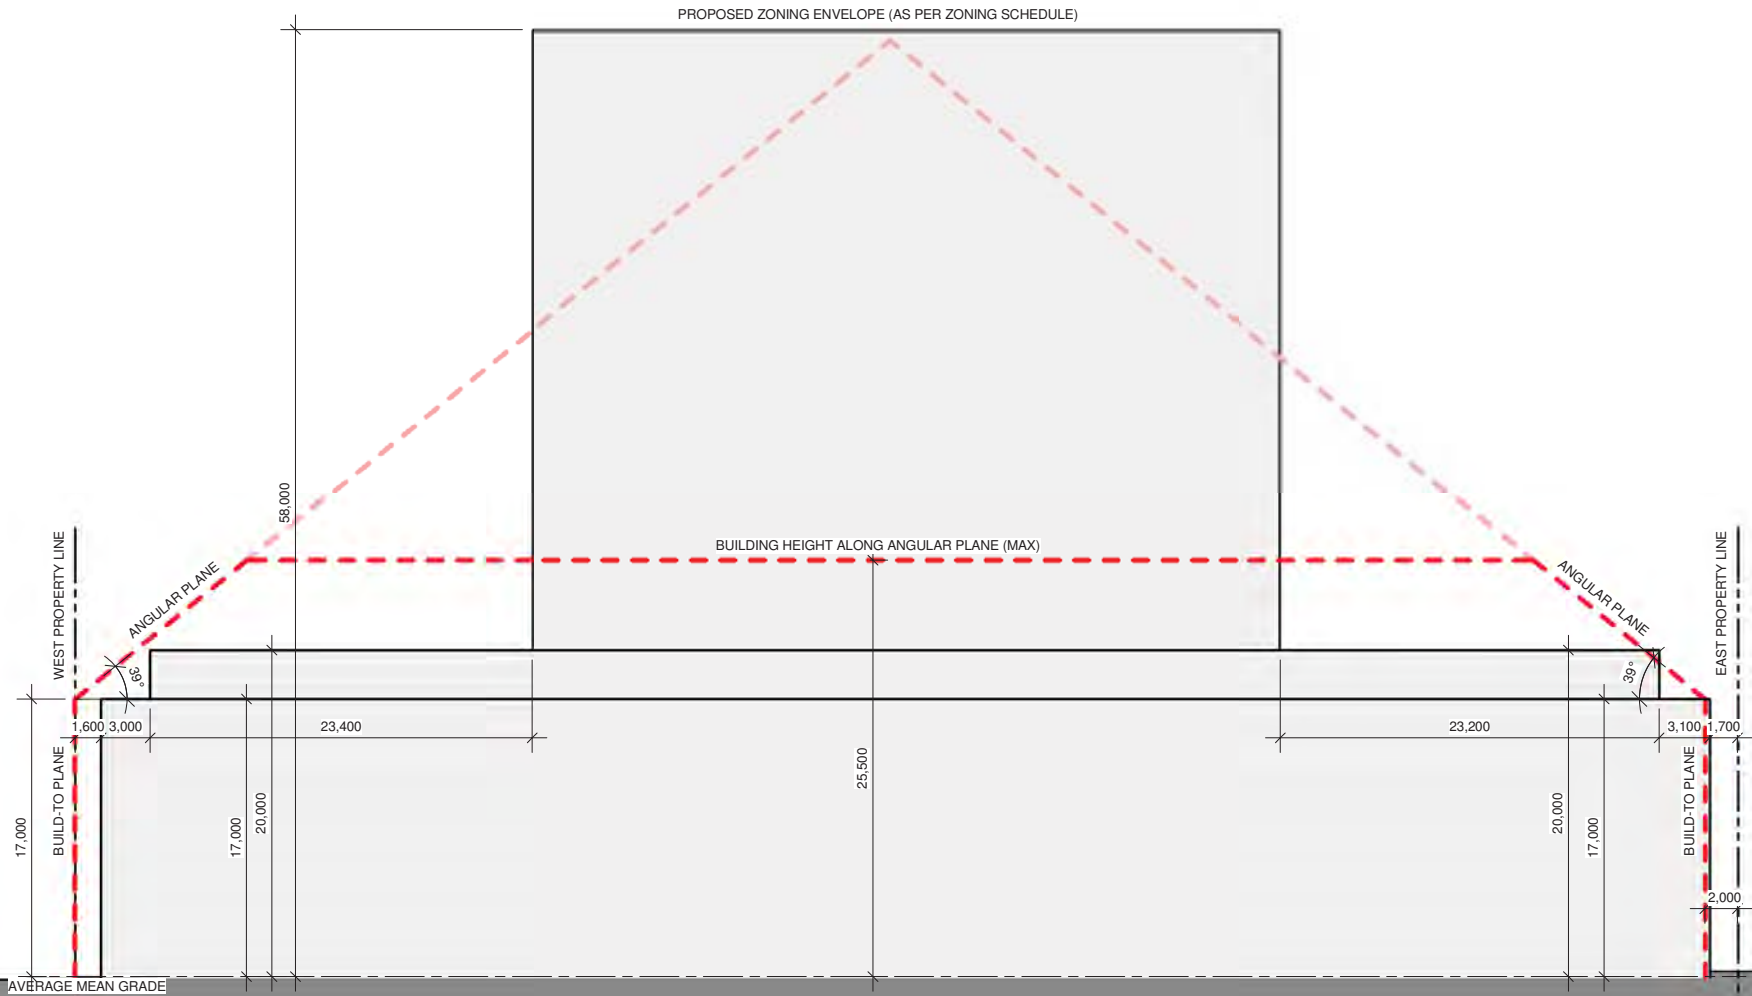 PROPOSED ZONING ENVELOPE (AS PER ZONING SCHEDULE)
58,000
WEST PROPERTY LINE
ANGULAR PLANE
BUILDING HEIGHT ALONG ANGULAR PLANE (MAX)
ANGULAR PLANE
EAST PROPERTY LINE
39°
39°
1,600
3,000
23,400
23,200
3,100
1,700
17,000
BUILD-TO PLANE
17,000
20,000
25,500
20,000
17,000
BUILD-TO PLANE
2,000
AVERAGE MEAN GRADE